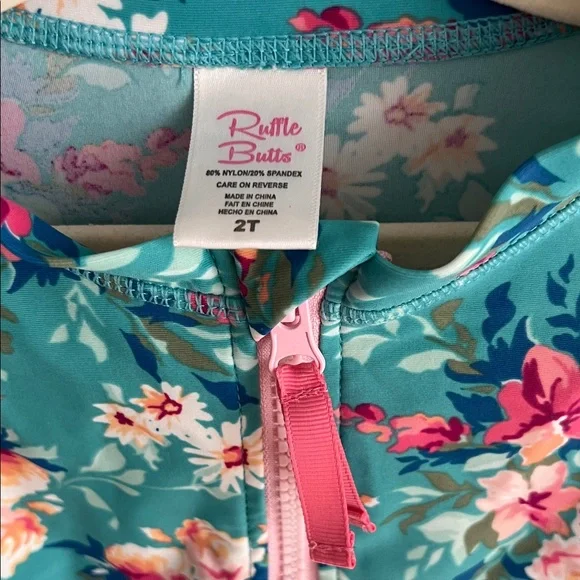 Ruffle
Butts®
80% NYLON/20% SPANDEX
CARE ON REVERSE
MADE IN CHINA
FAIT EN CHINE
HECHO EN CHINA
2T